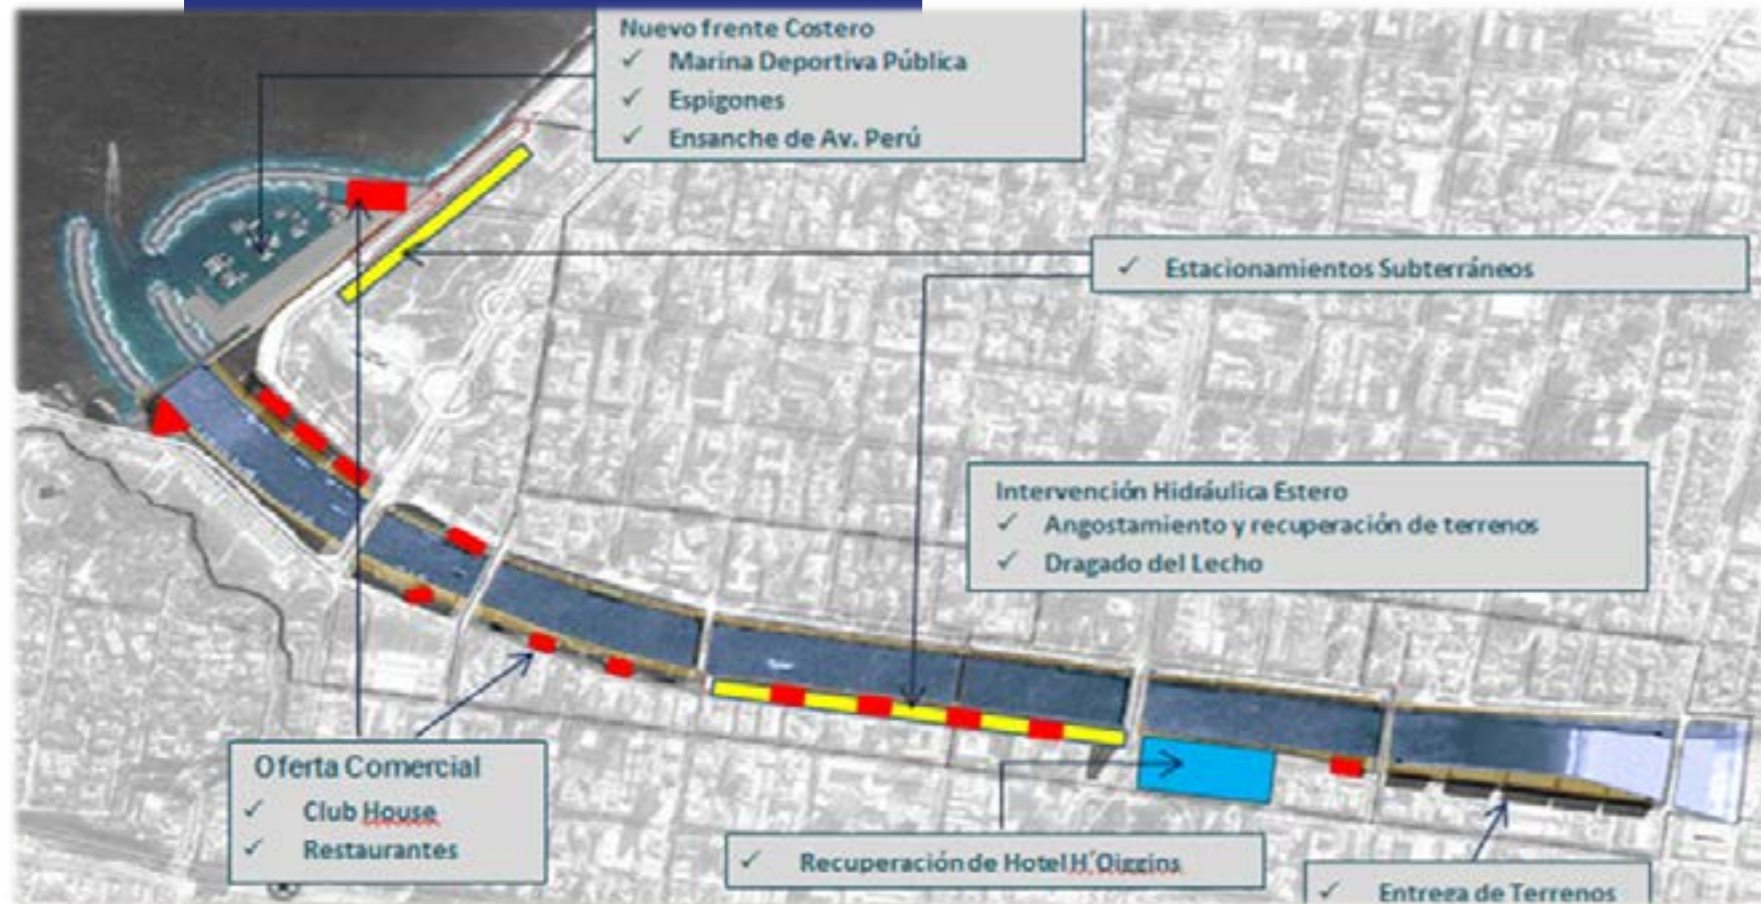 Nuevo frente Costero
✓ Marina Deportiva Pública
✓ Espigones
✓ Ensanche de Av. Perú
✓ Estacionamientos Subterráneos
Intervención Hidráulica Estero
✓ Angostamiento y recuperación de terrenos
✓ Dragado del Lecho
Oferta Comercial
✓ Club House
✓ Restaurantes
✓ Recuperación de Hotel H´Oiggins
✓ Entrega de Terrenos